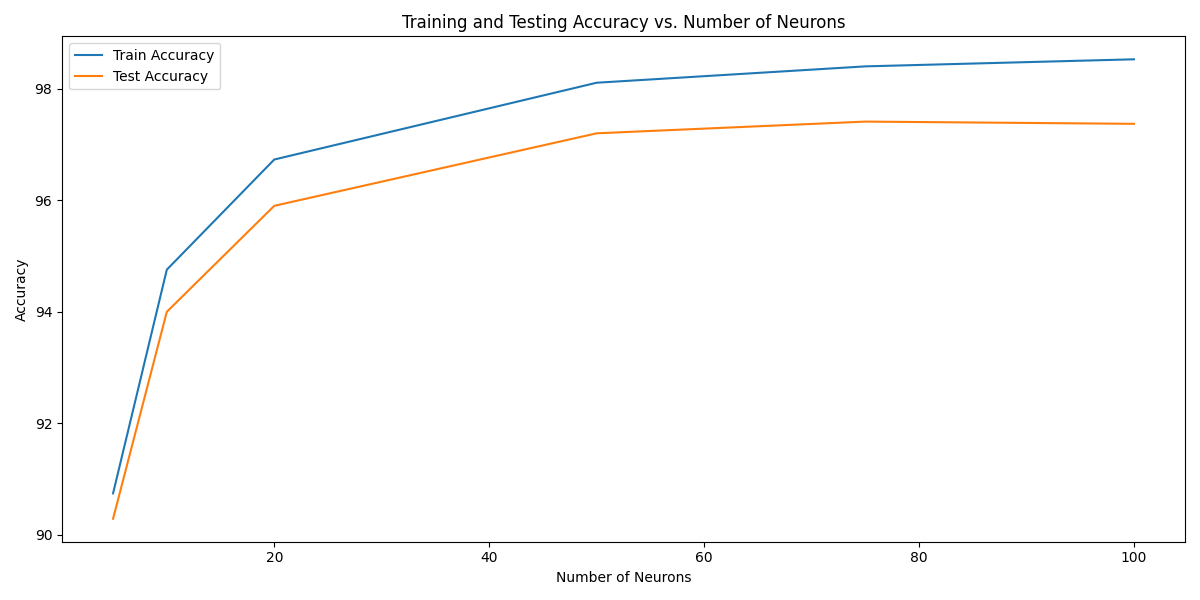 Training and Testing Accuracy vs. Number of Neurons
Train Accuracy
Test Accuracy
98
96
94
92
90
Accuracy
20
40
60
80
100
Number of Neurons